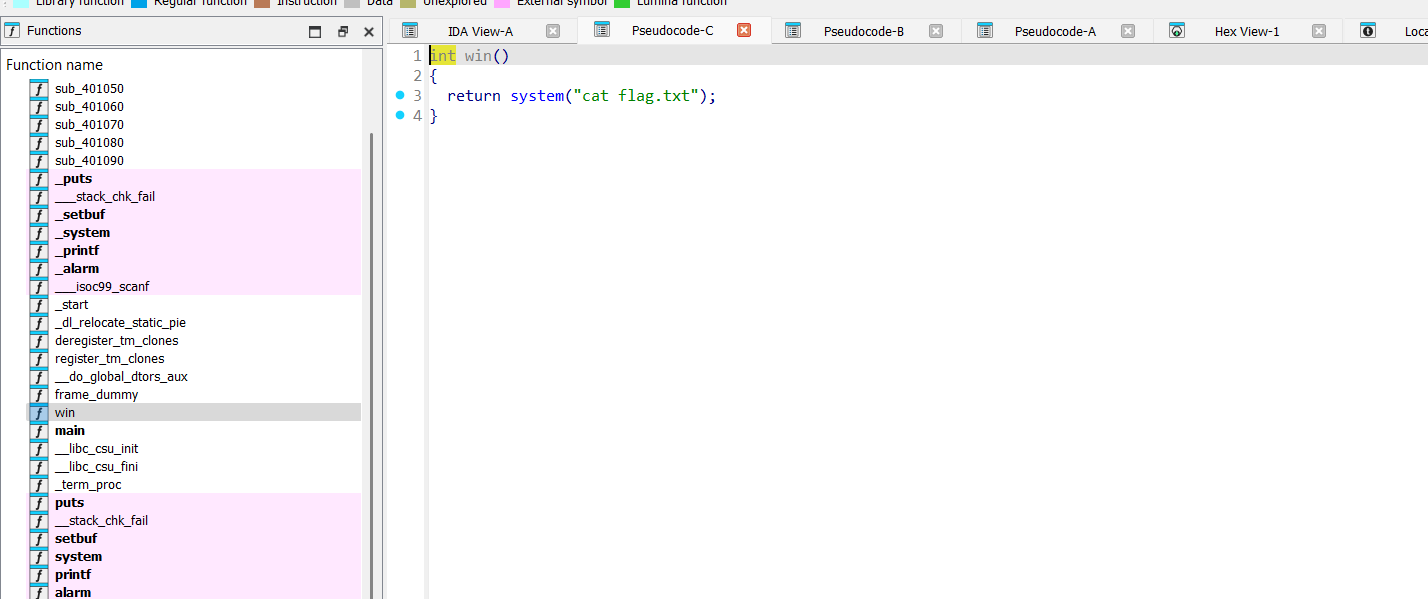 Library function Regular function Instruction Data Unexplored External symbol Lumina function
Functions
IDA View-A Pseudocode-C Pseudocode-B Pseudocode-A Hex View-1
Function name
sub_401050
sub_401060
sub_401070
sub_401080
sub_401090
_puts
___stack_chk_fail
_setbuf
_system
_printf
_alarm
___isoc99_scanf
_start
_dl_relocate_static_pie
deregister_tm_clones
register_tm_clones
__do_global_dtors_aux
frame_dummy
win
main
__libc_csu_init
__libc_csu_fini
_term_proc
puts
__stack_chk_fail
setbuf
system
printf
alarm
1 int win()
2 {
3 return system("cat flag.txt");
4 }